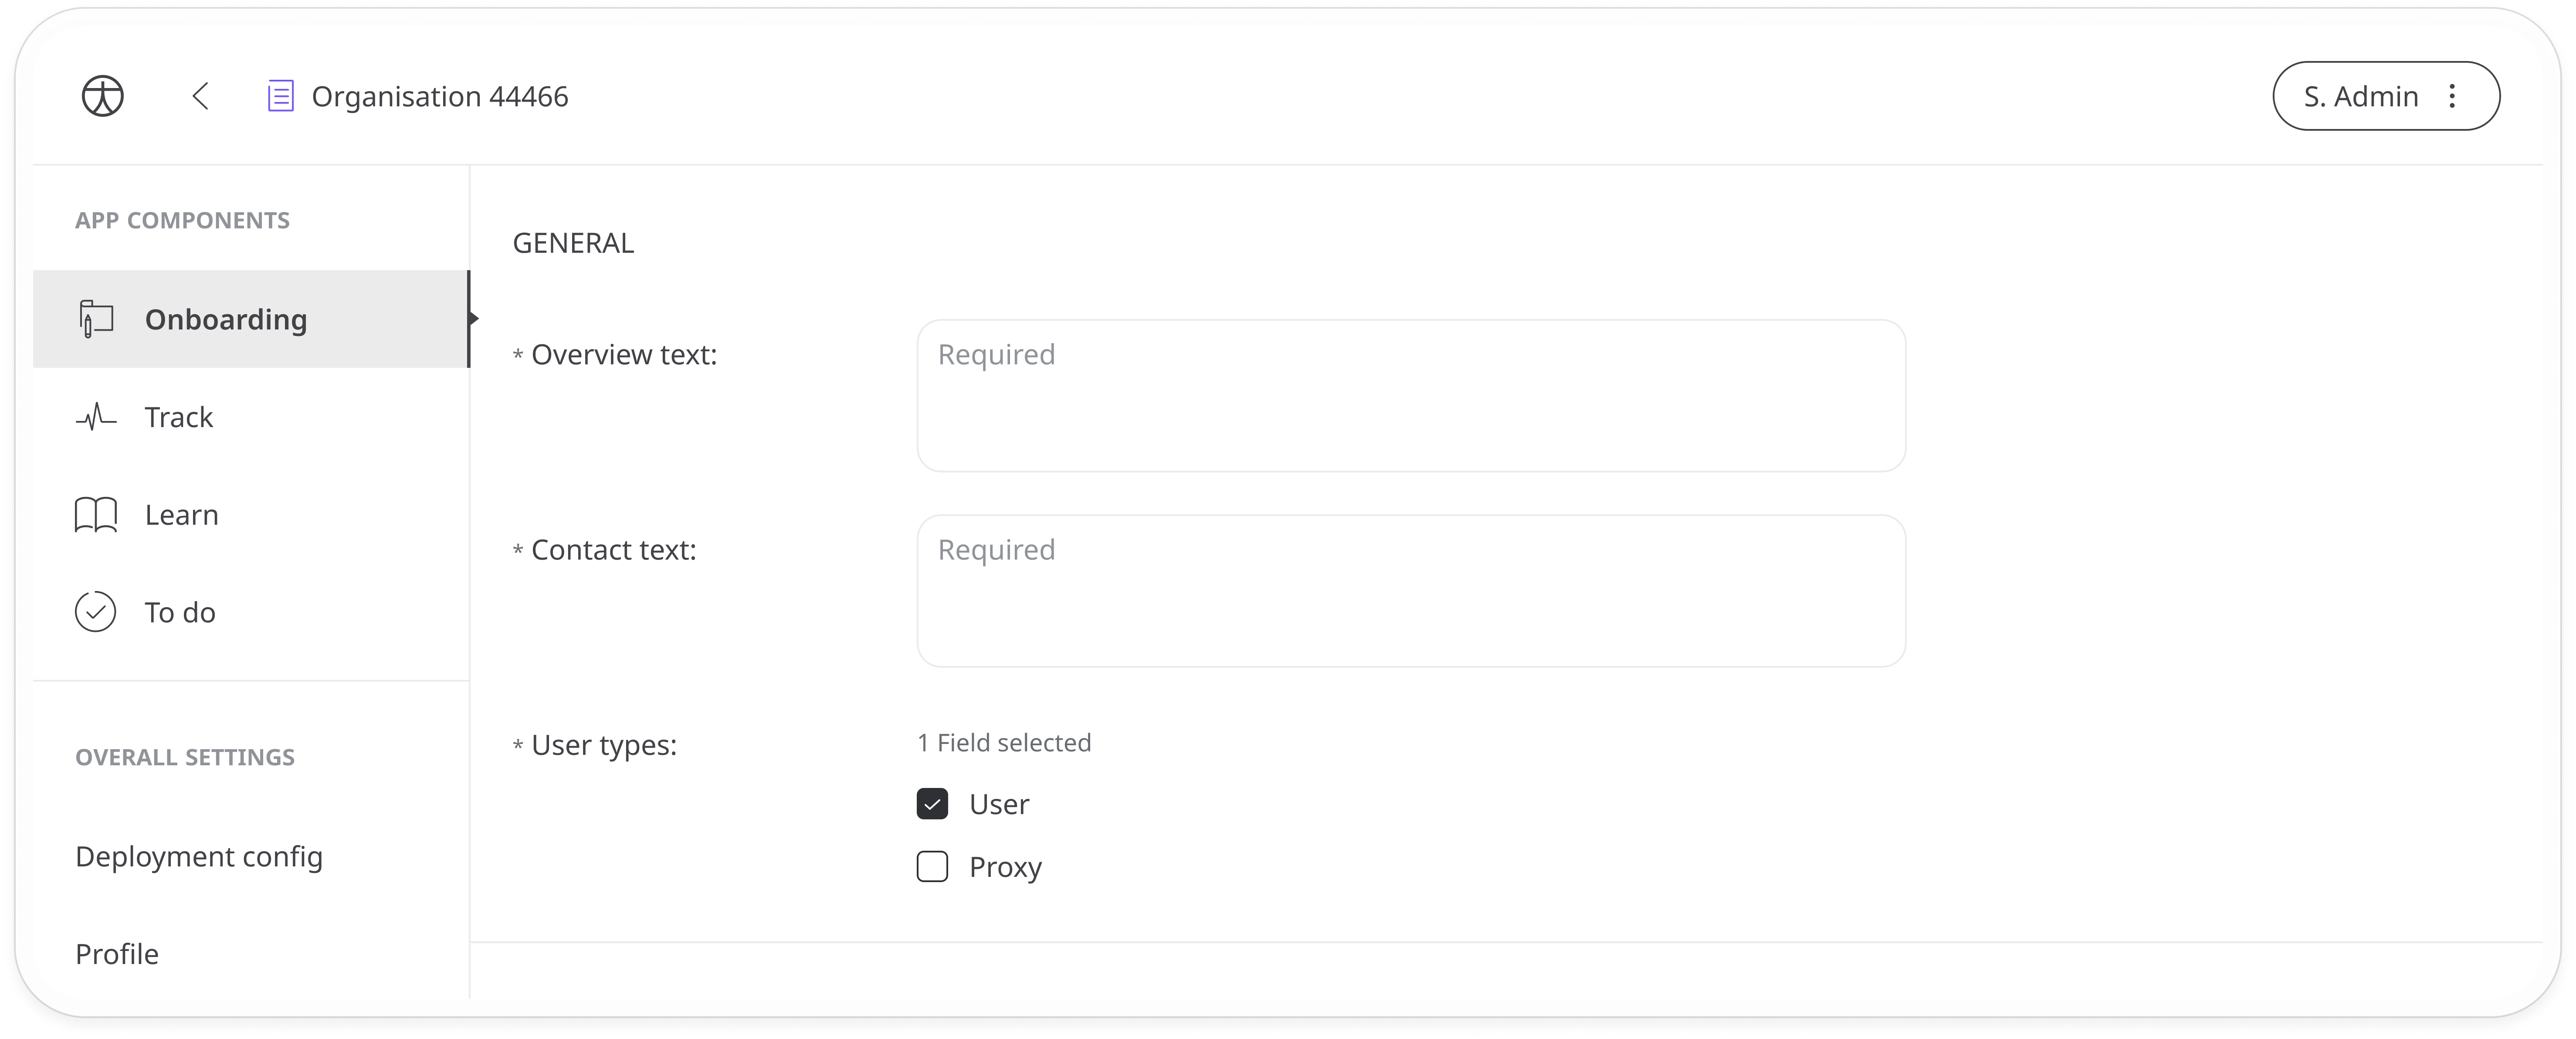 Organisation 44466
S. Admin
APP COMPONENTS
Onboarding
Track
Learn
To do
OVERALL SETTINGS
Deployment config
Profile
GENERAL
* Overview text:
Required
* Contact text:
Required
* User types:
1 Field selected
User
Proxy